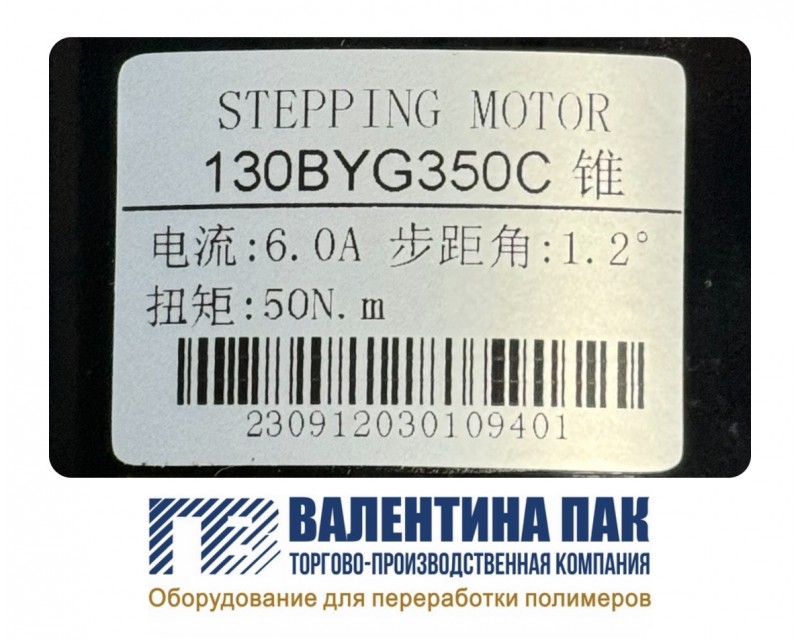 STEPPING MOTOR
130BYG350C 锥
电流:6.0A 步距角:1.2°
扭矩:50N.m
230912030109401
ВАЛЕНТИНА ПАК
ТОРГОВО-ПРОИЗВОДСТВЕННАЯ КОМПАНИЯ
Оборудование для переработки полимеров